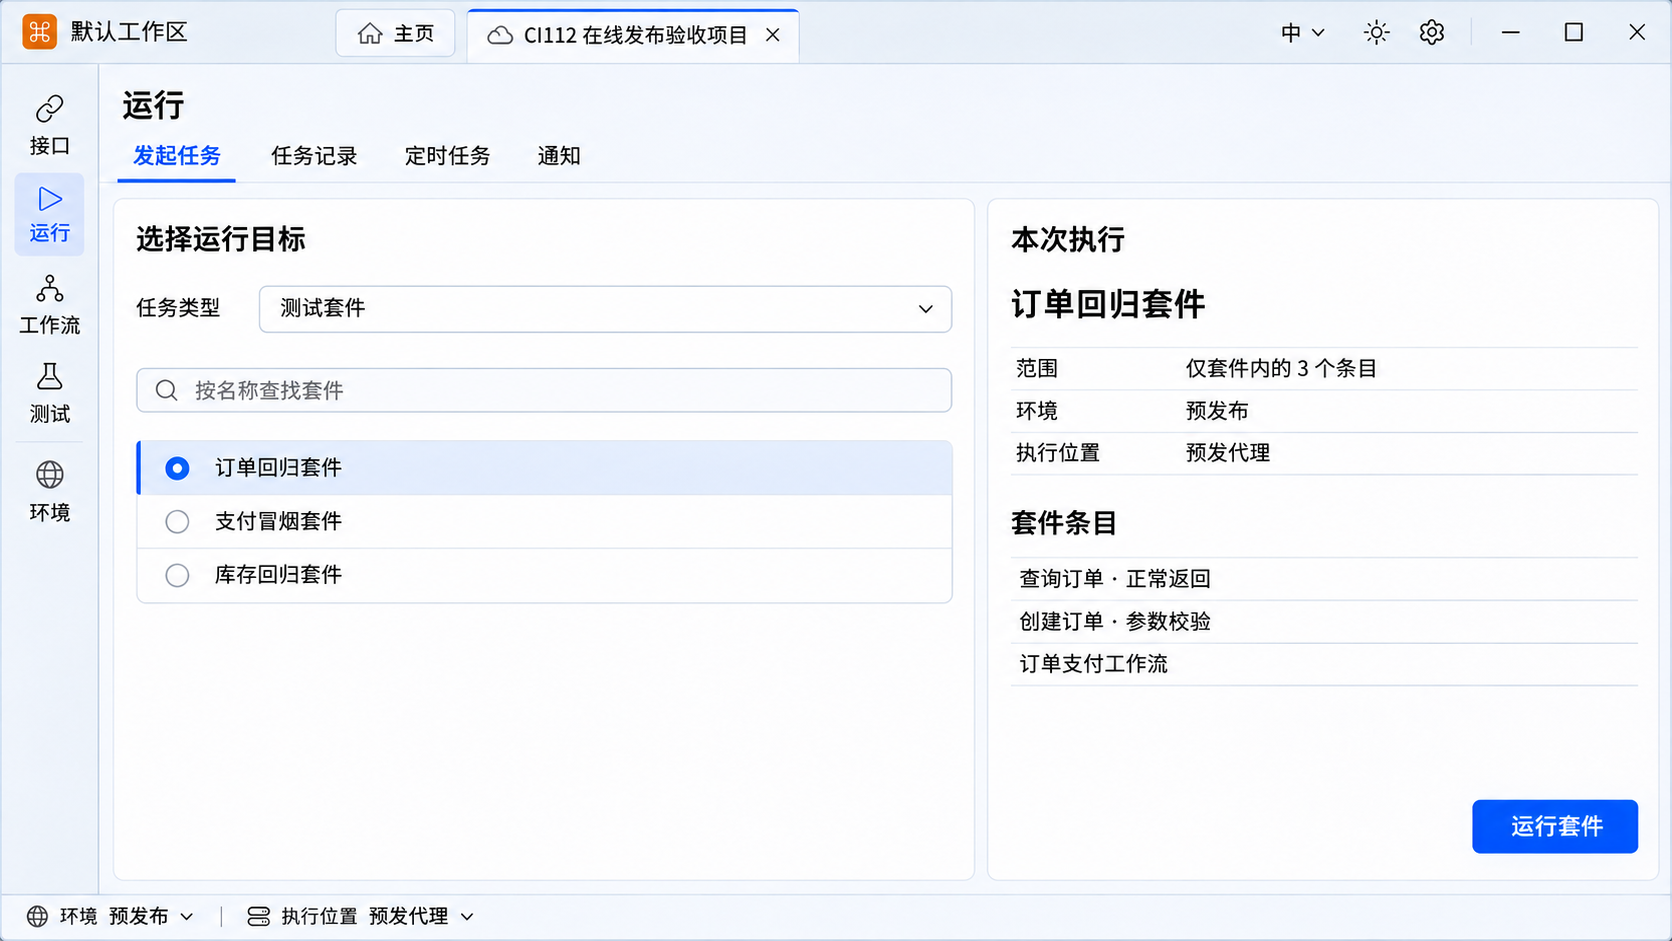 默认工作区
主页
CI112 在线发布验收项目
中
接口
运行
工作流
测试
环境
运行
发起任务 任务记录 定时任务 通知
选择运行目标
任务类型 测试套件
按名称查找套件
订单回归套件
支付冒烟套件
库存回归套件
本次执行
订单回归套件
范围 仅套件内的 3 个条目
环境 预发布
执行位置 预发代理
套件条目
查询订单 · 正常返回
创建订单 · 参数校验
订单支付工作流
运行套件
环境 预发布 执行位置 预发代理